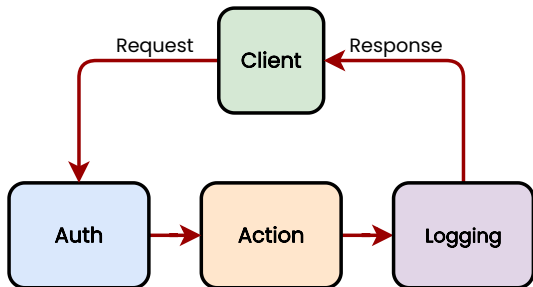 Request
Client
Response
Auth
Action
Logging